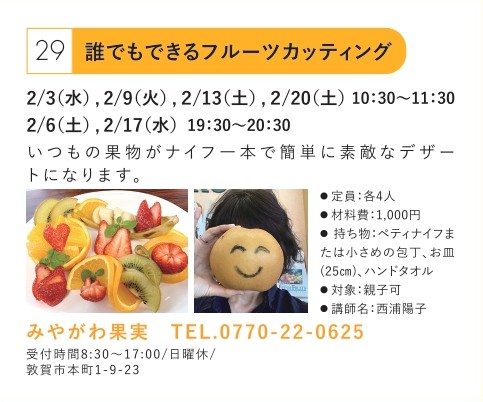 29 誰でもできるフルーツカッティング
2/3(水) , 2/9(火) , 2/13(土) , 2/20(土) 10:30〜11:30
2/6(土) , 2/17(水) 19:30〜20:30
いつもの果物がナイフ一本で簡単に素敵なデザー
トになります。
●定員：各4人
●材料費：1,000円
●持ち物：ペティナイフま
たは小さめの包丁、お皿
(25cm)、ハンドタオル
●対象：親子可
●講師名：西浦陽子
みやがわ果実 TEL.0770-22-0625
受付時間8:30〜17:00/日曜休/
敦賀市本町1-9-23